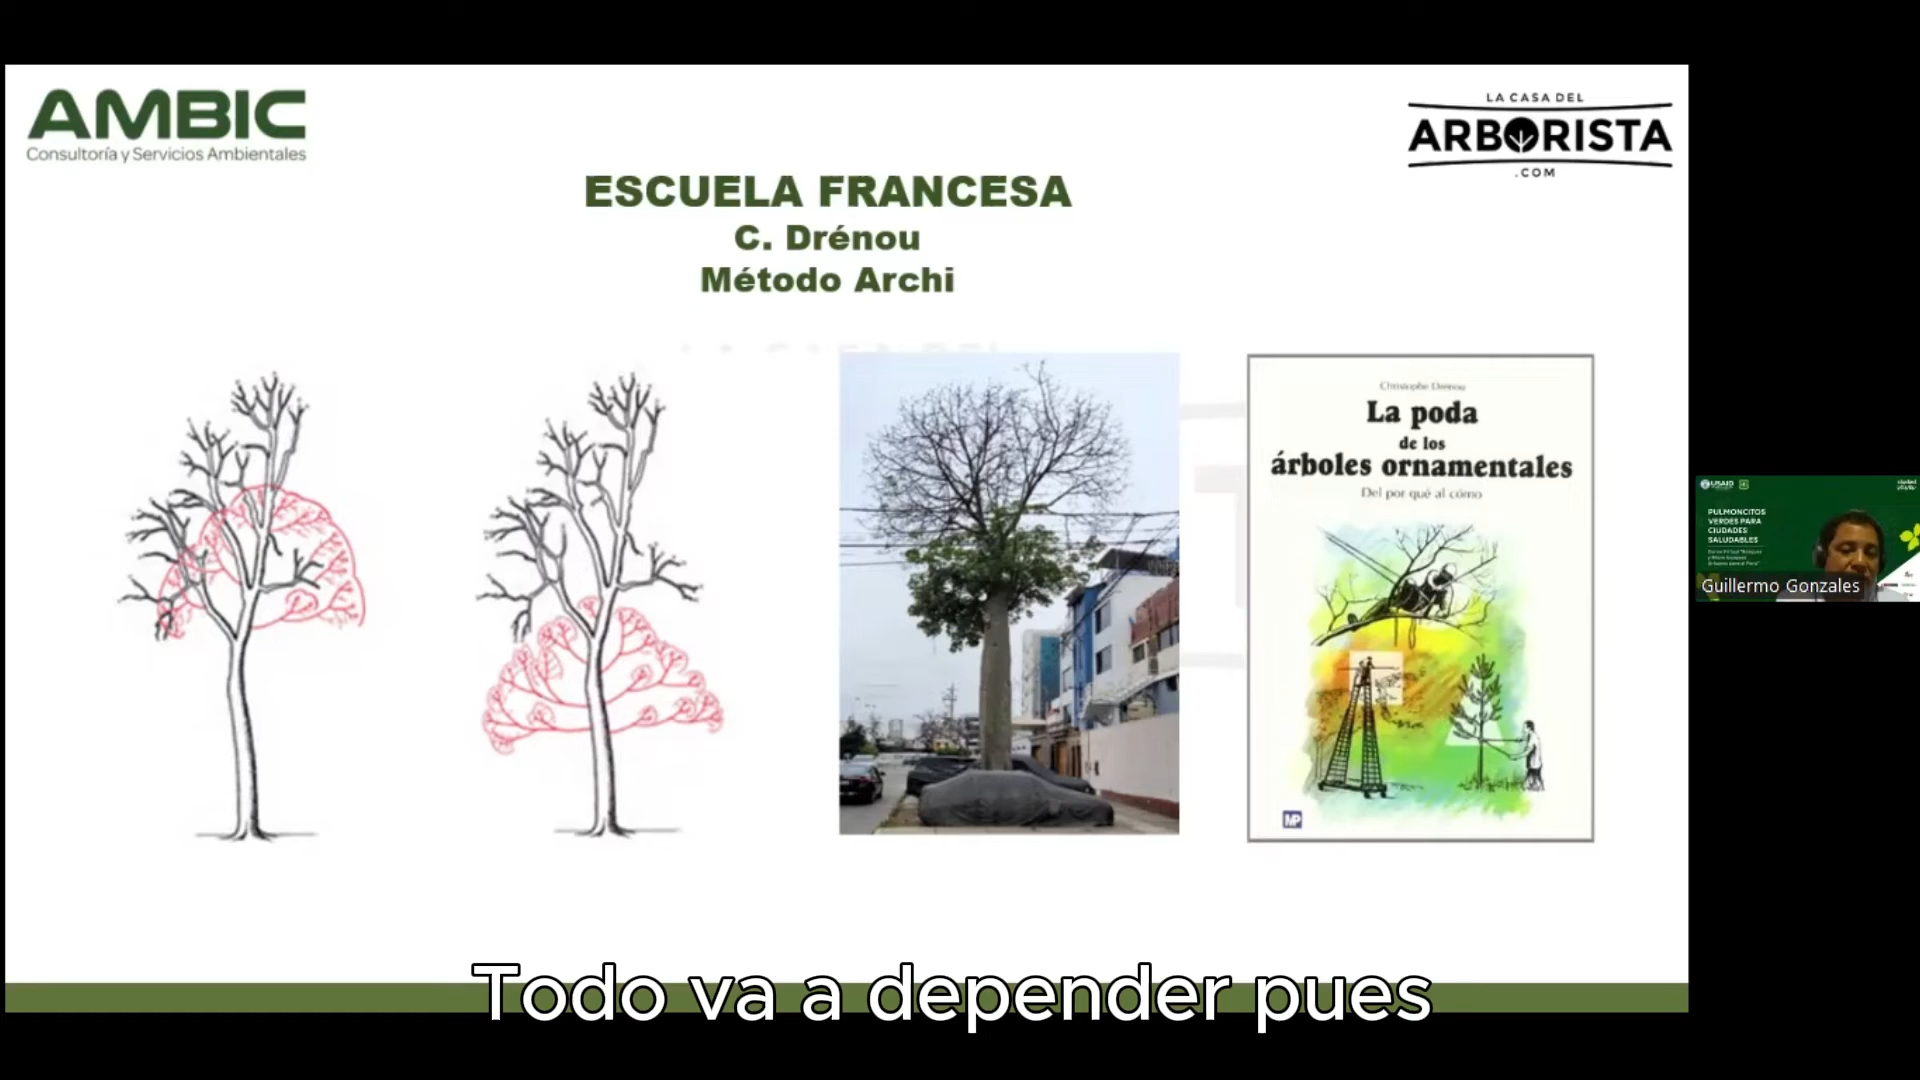 AMBIC
Consultoría y Servicios Ambientales
LA CASA DEL
ARBORISTA
.COM
ESCUELA FRANCESA
C. Drénou
Método Archi
Christophe Drénou
La poda
de los
árboles ornamentales
Del por qué al cómo
MP
USAID
PULMONCITOS
VERDES PARA
CIUDADES
SALUDABLES
Guillermo Gonzales
Todo va a depender pues